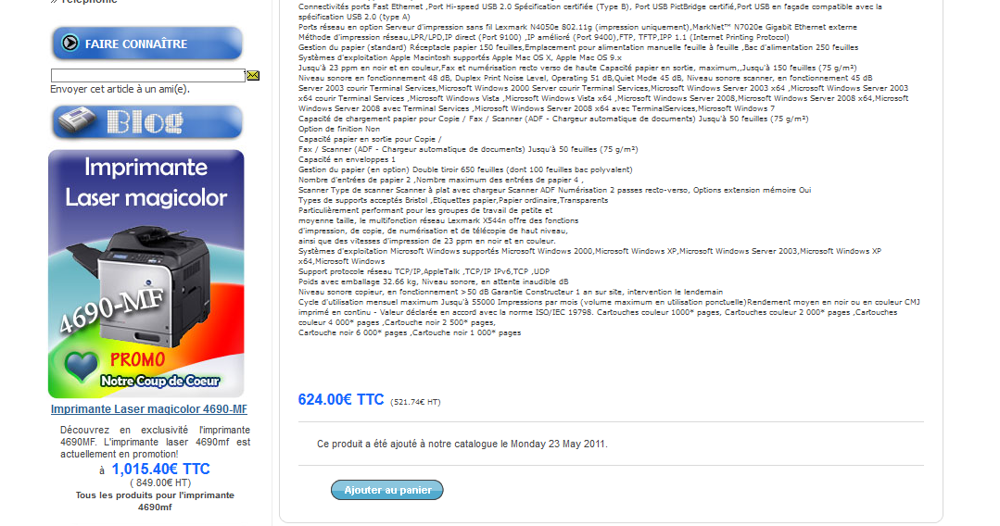 » Téléphonie
FAIRE CONNAÎTRE
Envoyer cet article à un ami(e).
Blog
Imprimante
Laser magicolor
4690-MF
PROMO
Notre Coup de Coeur
Imprimante Laser magicolor 4690-MF
Découvrez en exclusivité l'imprimante
4690MF. L'imprimante laser 4690mf est
actuellement en promotion!
à 1,015.40€ TTC
( 849.00€ HT)
Tous les produits pour l'imprimante
4690mf
Connectivités ports Fast Ethernet ,Port Hi-speed USB 2.0 Spécification certifiée (Type B), Port USB PictBridge certifié,Port USB en façade compatible avec la
spécification USB 2.0 (type A)
Ports réseau en option Serveur d'impression sans fil Lexmark N4050e 802.11g (impression uniquement),MarkNet™ N7020e Gigabit Ethernet externe
Méthode d'impression réseau,LPR/LPD,IP direct (Port 9100) ,IP amélioré (Port 9400),FTP, TFTP,IPP 1.1 (Internet Printing Protocol)
Gestion du papier (standard) Réceptacle papier 150 feuilles,Emplacement pour alimentation manuelle feuille à feuille ,Bac d'alimentation 250 feuilles
Systèmes d'exploitation Apple Macintosh supportés Apple Mac OS X, Apple Mac OS 9.x
Jusqu'à 23 ppm en noir et en couleur,Fax et numérisation recto verso de haute Capacité papier en sortie, maximum,,Jusqu'à 150 feuilles (75 g/m²)
Niveau sonore en fonctionnement 48 dB, Duplex Print Noise Level, Operating 51 dB,Quiet Mode 45 dB, Niveau sonore scanner, en fonctionnement 45 dB
Server 2003 courir Terminal Services,Microsoft Windows 2000 Server courir Terminal Services,Microsoft Windows Server 2003 x64 ,Microsoft Windows Server 2003
x64 courir Terminal Services ,Microsoft Windows Vista ,Microsoft Windows Vista x64 ,Microsoft Windows Server 2008,Microsoft Windows Server 2008 x64,Microsoft
Windows Server 2008 avec Terminal Services ,Microsoft Windows Server 2008 x64 avec TerminalServices,Microsoft Windows 7
Capacité de chargement papier pour Copie / Fax / Scanner (ADF - Chargeur automatique de documents) Jusqu'à 50 feuilles (75 g/m²)
Option de finition Non
Capacité papier en sortie pour Copie /
Fax / Scanner (ADF - Chargeur automatique de documents) Jusqu'à 50 feuilles (75 g/m²)
Capacité en enveloppes 1
Gestion du papier (en option) Double tiroir 650 feuilles (dont 100 feuilles bac polyvalent)
Nombre d'entrées de papier 2 ,Nombre maximum des entrées de papier 4 ,
Scanner Type de scanner Scanner à plat avec chargeur Scanner ADF Numérisation 2 passes recto-verso, Options extension mémoire Oui
Types de supports acceptés Bristol ,Etiquettes papier,Papier ordinaire,Transparents
Particulièrement performant pour les groupes de travail de petite et
moyenne taille, le multifonction réseau Lexmark X544n offre des fonctions
d'impression, de copie, de numérisation et de télécopie de haut niveau,
ainsi que des vitesses d'impression de 23 ppm en noir et en couleur.
Systèmes d'exploitation Microsoft Windows supportés Microsoft Windows 2000,Microsoft Windows XP,Microsoft Windows Server 2003,Microsoft Windows XP
x64,Microsoft Windows
Support protocole réseau TCP/IP,AppleTalk ,TCP/IP IPv6,TCP ,UDP
Poids avec emballage 32.66 kg, Niveau sonore, en attente inaudible dB
Niveau sonore copieur, en fonctionnement >50 dB Garantie Constructeur 1 an sur site, intervention le lendemain
Cycle d'utilisation mensuel maximum Jusqu'à 55000 Impressions par mois (volume maximum en utilisation ponctuelle)Rendement moyen en noir ou en couleur CMJ
imprimé en continu - Valeur déclarée en accord avec la norme ISO/IEC 19798. Cartouches couleur 1000* pages, Cartouches couleur 2 000* pages ,Cartouches
couleur 4 000* pages ,Cartouche noir 2 500* pages,
Cartouche noir 6 000* pages ,Cartouche noir 1 000* pages
624.00€ TTC (521.74€ HT)
Ce produit a été ajouté à notre catalogue le Monday 23 May 2011.
Ajouter au panier